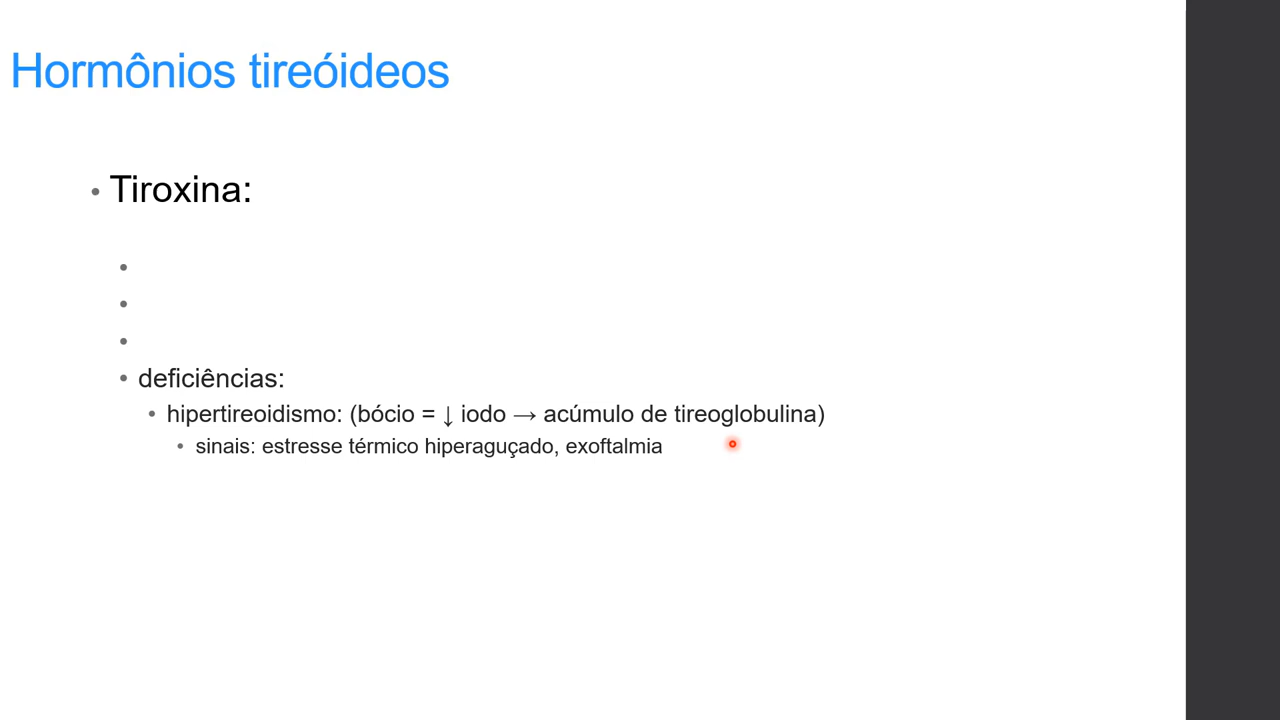 Hormônios tireóideos
• Tiroxina:
•
•
•
• deficiências:
• hipertireoidismo: (bócio = ↓ iodo → acúmulo de tireoglobulina)
• sinais: estresse térmico hiperaguçado, exoftalmia